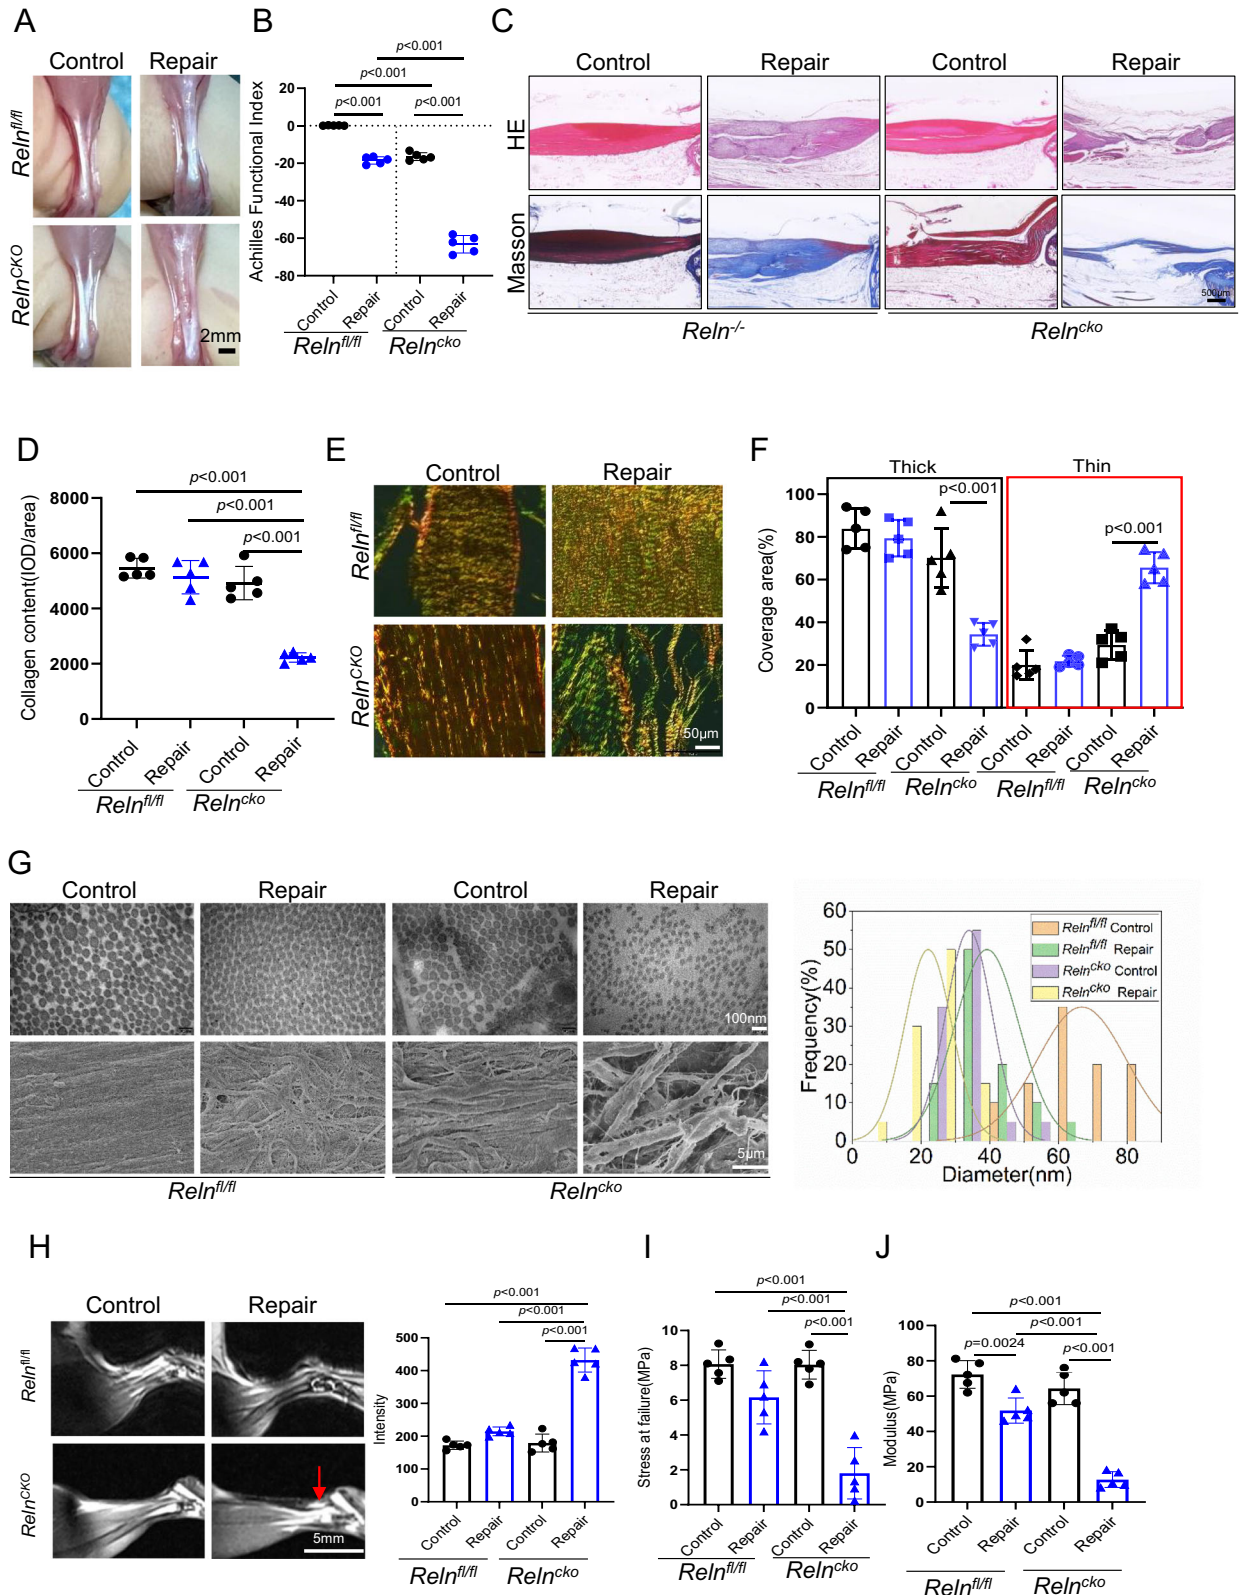 A
Control Repair
Reln^fl/fl
Reln^CKO
2mm
B
p<0.001
p<0.001
p<0.001 p<0.001
Achilles Functional Index
20
0
-20
-40
-60
-80
Control Repair Control Repair
Reln^fl/fl Reln^cko
C
Control Repair Control Repair
HE
Masson
500μm
Reln^-/- Reln^cko
D
p<0.001
p<0.001
p<0.001
Collagen content(IOD/area)
8000
6000
4000
2000
0
Control Repair Control Repair
Reln^fl/fl Reln^cko
E
Control Repair
Reln^fl/fl
Reln^CKO
50μm
F
Thick Thin
p<0.001
p<0.001
Coverage area(%)
100
80
60
40
20
0
Control Repair Control Repair Control Repair Control Repair
Reln^fl/fl Reln^cko Reln^fl/fl Reln^cko
G
Control Repair Control Repair
100nm
5μm
Reln^fl/fl Reln^cko
Frequency(%)
60
50
40
30
20
10
0
Reln^fl/fl Control
Reln^fl/fl Repair
Reln^cko Control
Reln^cko Repair
0 20 40 60 80
Diameter(nm)
H
Control Repair
Reln^fl/fl
Reln^CKO
5mm
p<0.001
p<0.001
p<0.001
Intensity
500
400
300
200
100
0
Control Repair Control Repair
Reln^fl/fl Reln^cko
I
p<0.001
p<0.001
p<0.001
Stress at failure(MPa)
10
8
6
4
2
0
Control Repair Control Repair
Reln^fl/fl Reln^cko
J
p<0.001
p<0.001
p=0.0024 p<0.001
Modulus(MPa)
100
80
60
40
20
0
Control Repair Control Repair
Reln^fl/fl Reln^cko